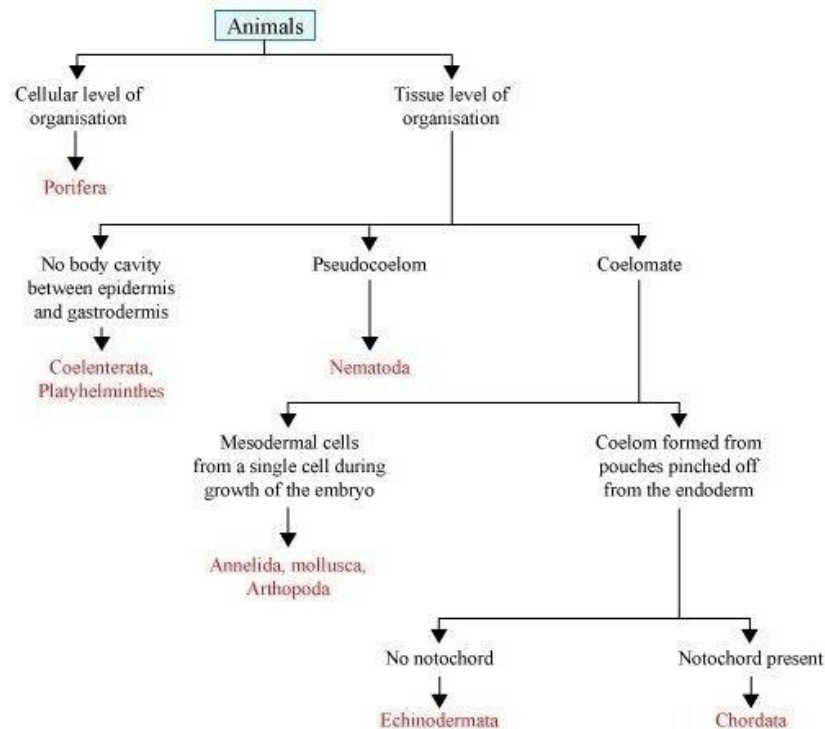 Animals
Cellular level of
organisation
Tissue level of
organisation
Porifera
No body cavity
between epidermis
and gastrodermis
Pseudocoelom
Coelomate
Coelenterata,
Platyhelminthes
Nematoda
Mesodermal cells
from a single cell during
growth of the embryo
Coelom formed from
pouches pinched off
from the endoderm
Annelida, mollusca,
Arthopoda
No notochord
Notochord present
Echinodermata
Chordata